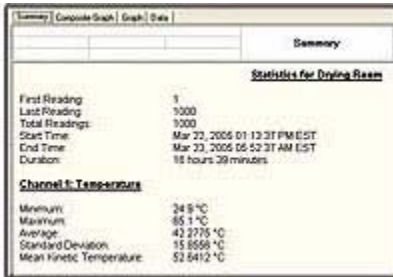 Summary Composite Graph Graph Data
Summary
Statistics for Drying Room
First Reading 1
Last Reading 1000
Total Readings: 1000
Start Time: Mar 22, 2005 01:13:37 PM EST
End Time: Mar 23, 2005 05:52:37 AM EST
Duration: 16 hours 39 minutes
Channel 1: Temperature
Minimum: 24.9 °C
Maximum: 65.1 °C
Average: 42.2775 °C
Standard Deviation: 15.8558 °C
Mean Kinetic Temperature: 52.6412 °C